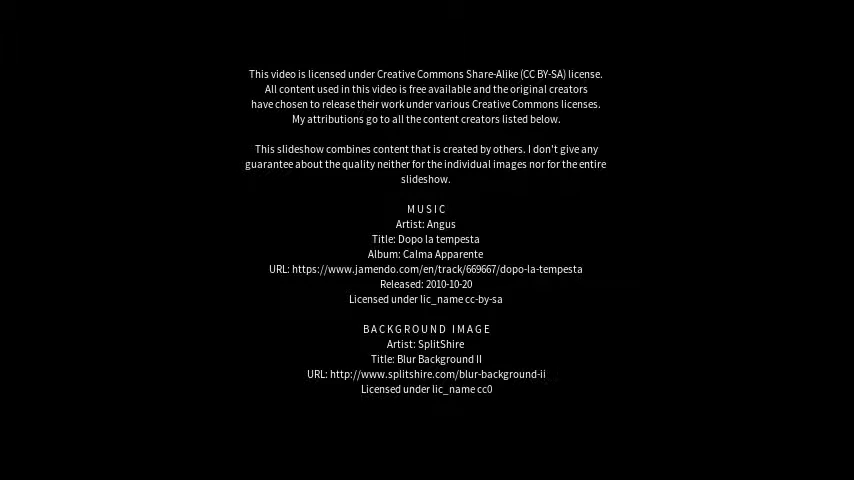 This video is licensed under Creative Commons Share-Alike (CC BY-SA) license.
All content used in this video is free available and the original creators
have chosen to release their work under various Creative Commons licenses.
My attributions go to all the content creators listed below.
This slideshow combines content that is created by others. I don't give any
guarantee about the quality neither for the individual images nor for the entire
slideshow.
M U S I C
Artist: Angus
Title: Dopo la tempesta
Album: Calma Apparente
URL: https://www.jamendo.com/en/track/669667/dopo-la-tempesta
Released: 2010-10-20
Licensed under lic_name cc-by-sa
B A C K G R O U N D   I M A G E
Artist: SplitShire
Title: Blur Background II
URL: http://www.splitshire.com/blur-background-ii
Licensed under lic_name cc0